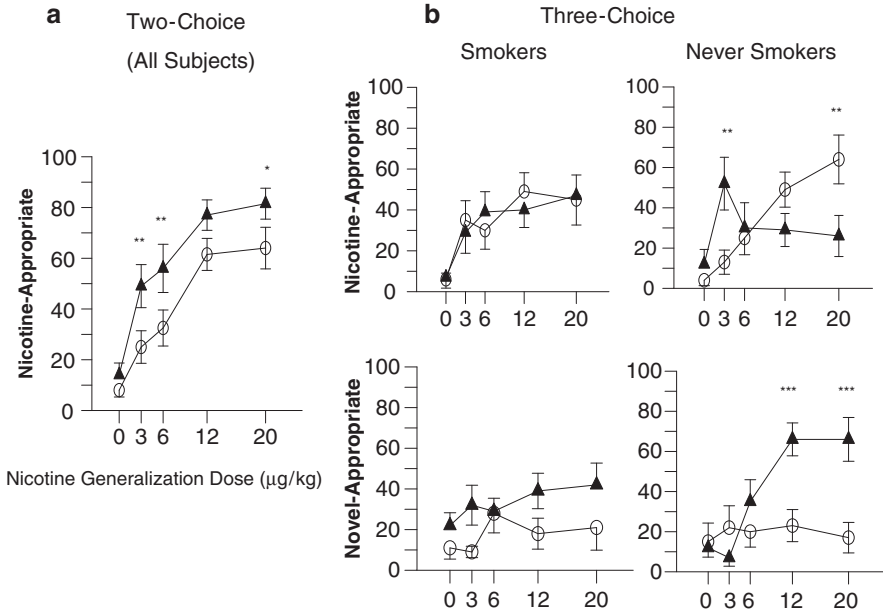 a
Two-Choice
(All Subjects)
Nicotine-Appropriate
100
80
60
40
20
0
** ** *
0 3 6 12 20
Nicotine Generalization Dose (μg/kg)
b
Three-Choice
Smokers
Nicotine-Appropriate
100
80
60
40
20
0
0 3 6 12 20
Never Smokers
100
80
60
40
20
0
** **
0 3 6 12 20
Novel-Appropriate
100
80
60
40
20
0
0 3 6 12 20
100
80
60
40
20
0
*** ***
0 3 6 12 20